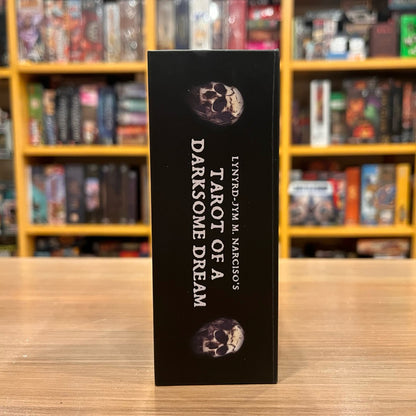 LYNYRD-JYM M. NARCISO'S
TAROT OF A
DARKSOME DREAM